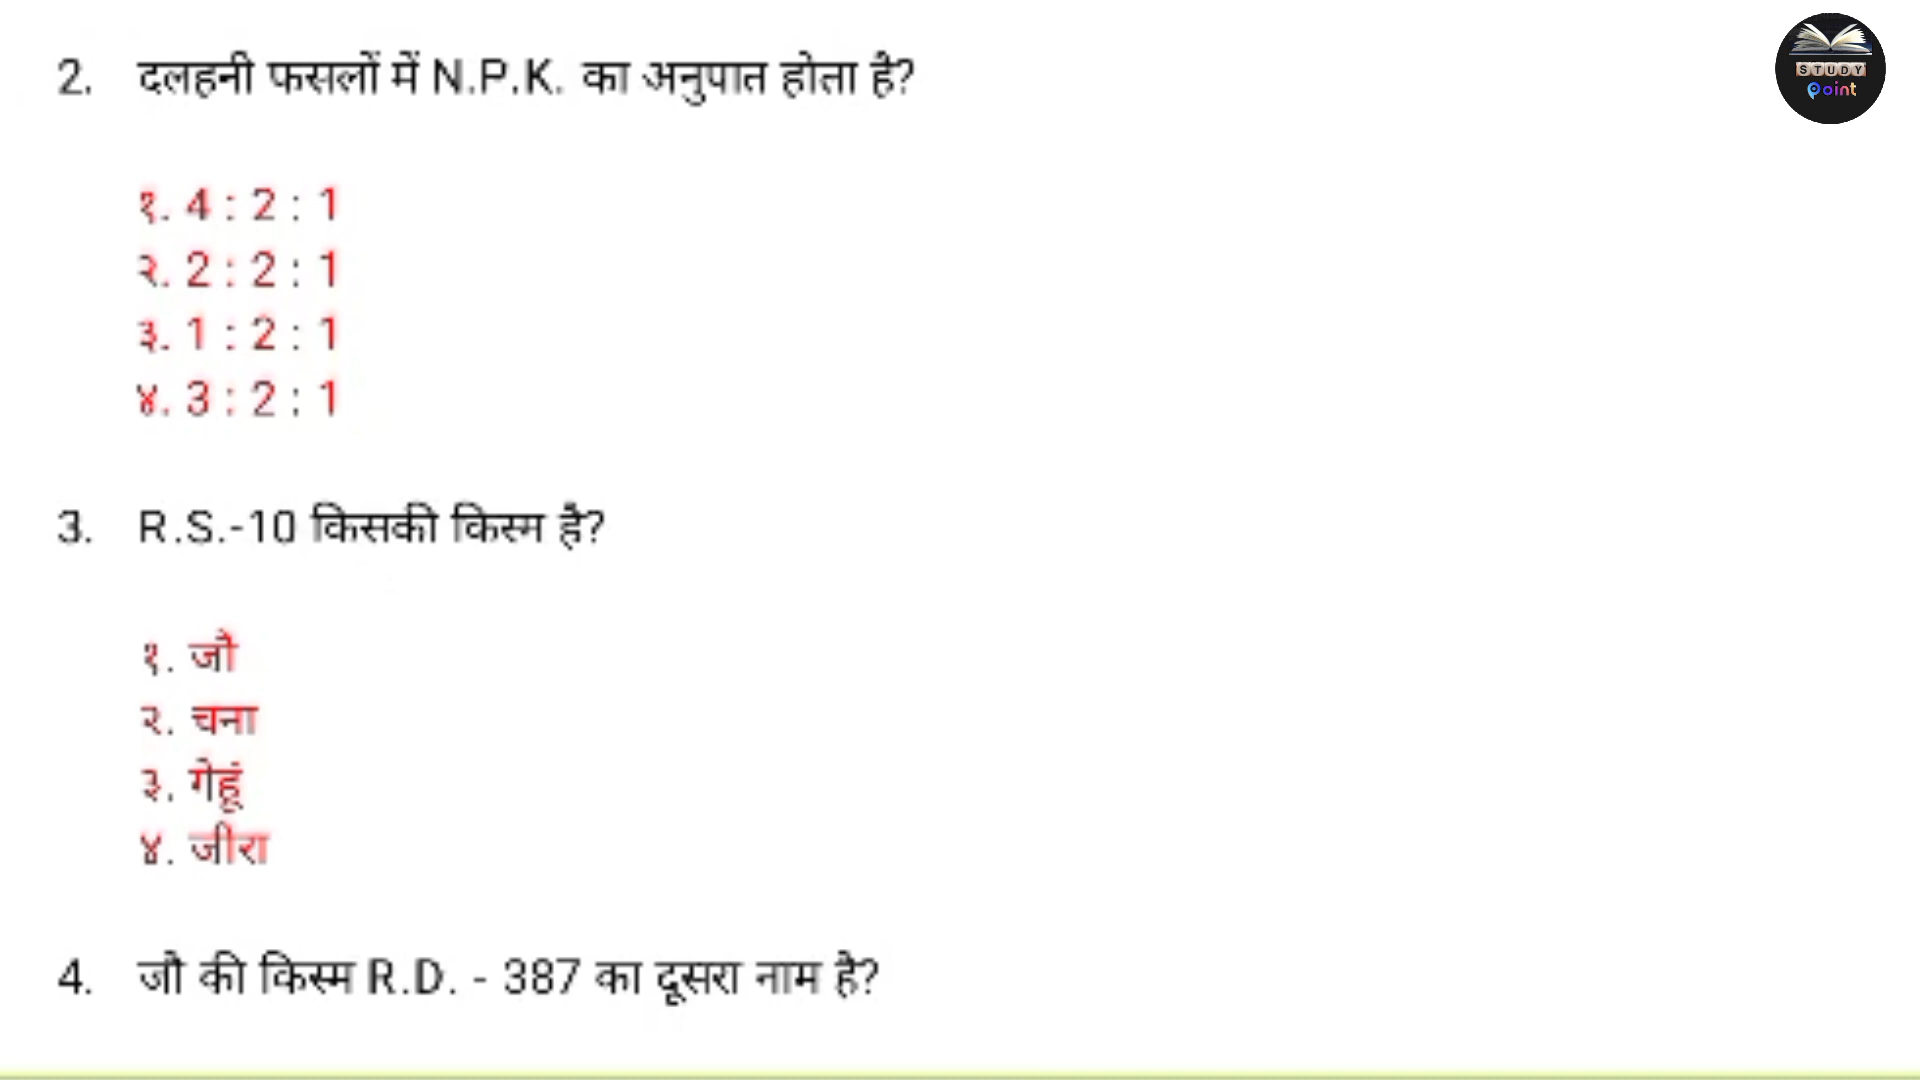 STUDY
Point
2. दलहनी फसलों में N.P.K. का अनुपात होता है?
१. 4 : 2 : 1
२. 2 : 2 : 1
३. 1 : 2 : 1
४. 3 : 2 : 1
3. R.S.-10 किसकी किस्म है?
१. जौ
२. चना
३. गेहूं
४. जीरा
4. जौ की किस्म R.D. - 387 का दूसरा नाम है?